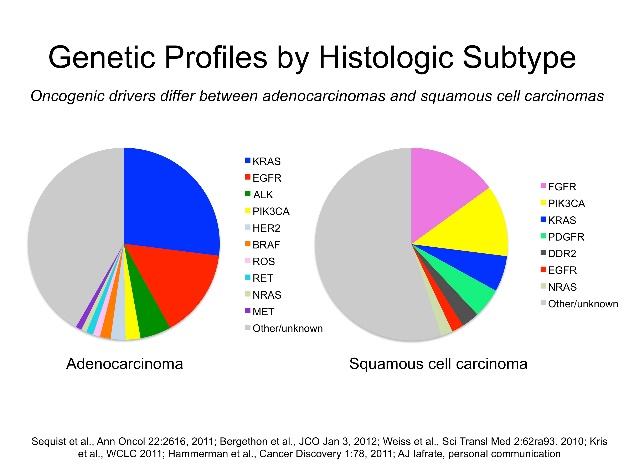 Genetic Profiles by Histologic Subtype
Oncogenic drivers differ between adenocarcinomas and squamous cell carcinomas
KRAS
EGFR
ALK
PIK3CA
HER2
BRAF
ROS
RET
NRAS
MET
Other/unknown
Adenocarcinoma
FGFR
PIK3CA
KRAS
PDGFR
DDR2
EGFR
NRAS
Other/unknown
Squamous cell carcinoma
Sequist et al., Ann Oncol 22:2616, 2011; Bergethon et al., JCO Jan 3, 2012; Weiss et al., Sci Transl Med 2:62ra93. 2010; Kris
et al., WCLC 2011; Hammerman et al., Cancer Discovery 1:78, 2011; AJ Iafrate, personal communication